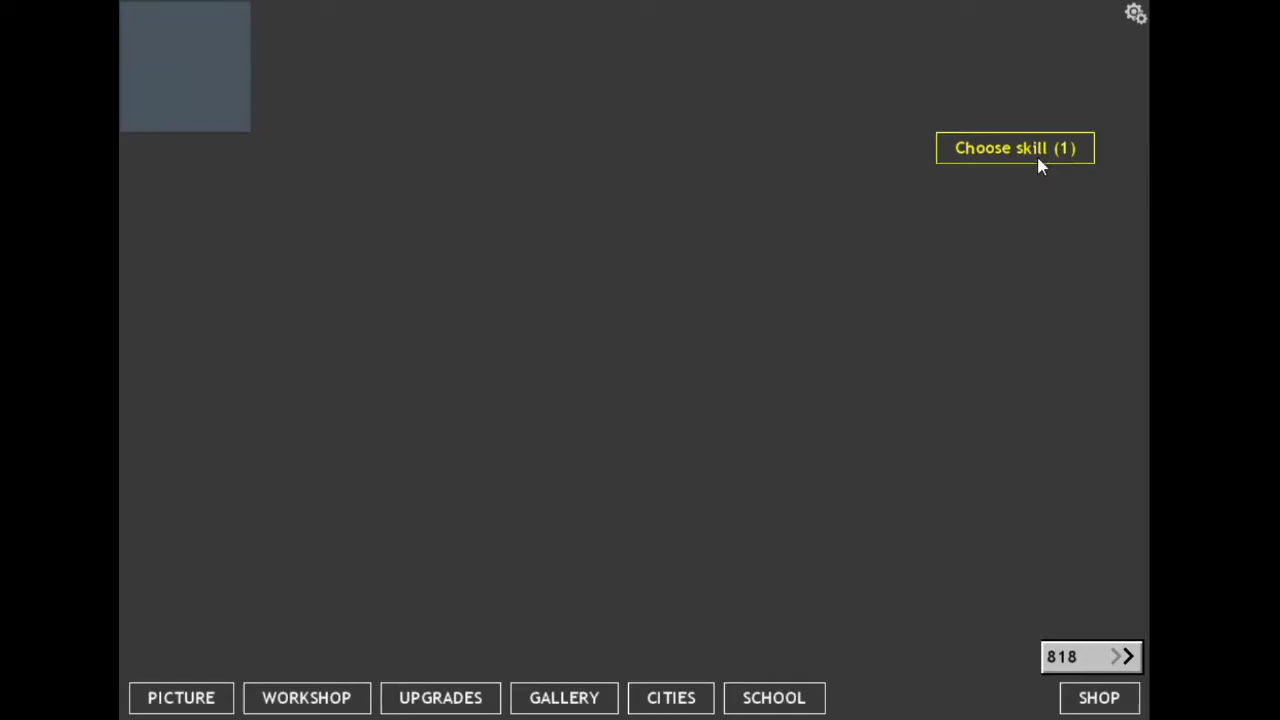 Choose skill (1)
818
PICTURE WORKSHOP UPGRADES GALLERY CITIES SCHOOL SHOP